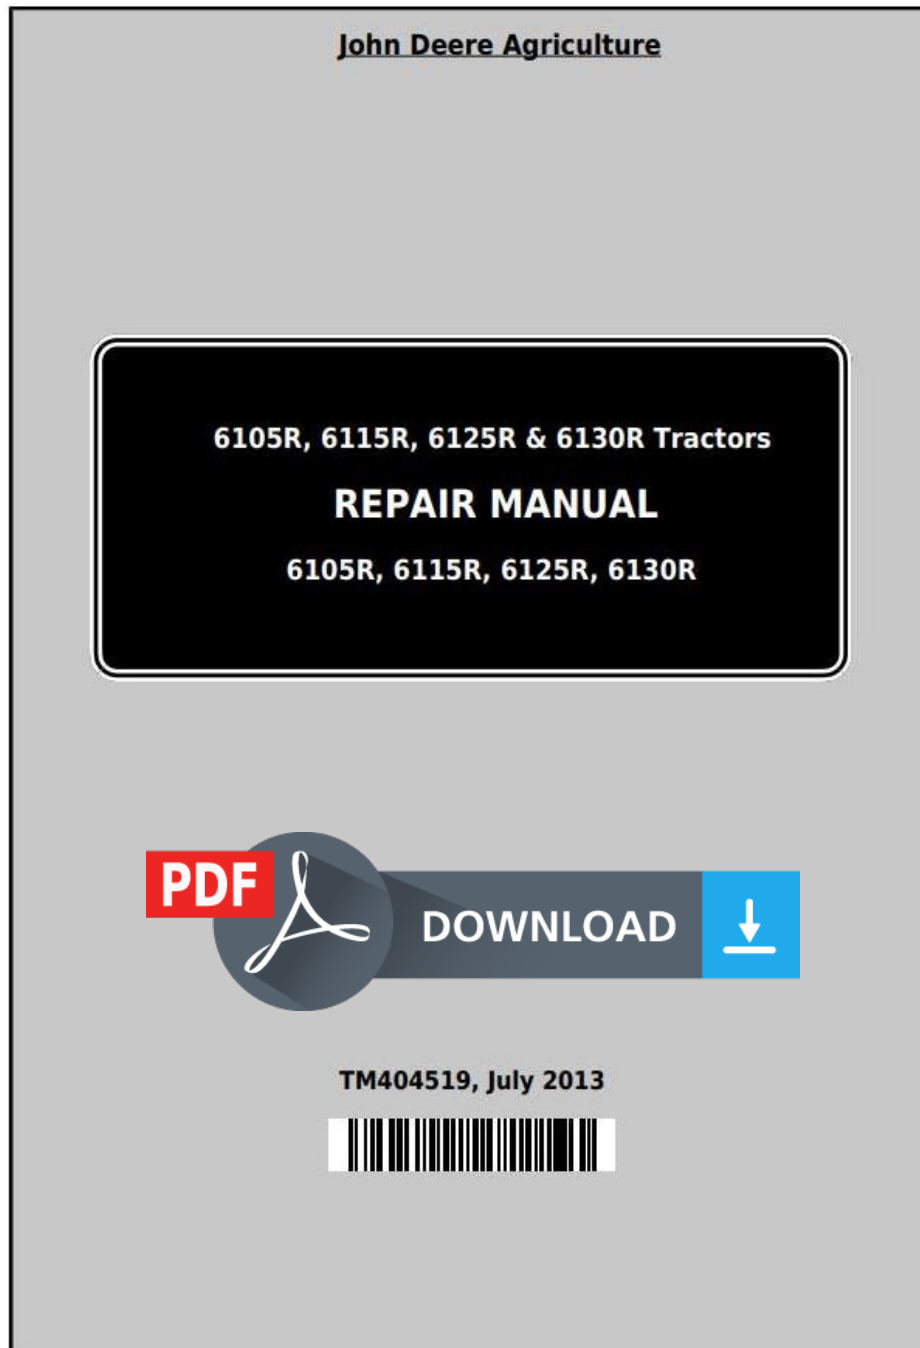 John Deere Agriculture
6105R, 6115R, 6125R & 6130R Tractors
REPAIR MANUAL
6105R, 6115R, 6125R, 6130R
PDF
DOWNLOAD
TM404519, July 2013